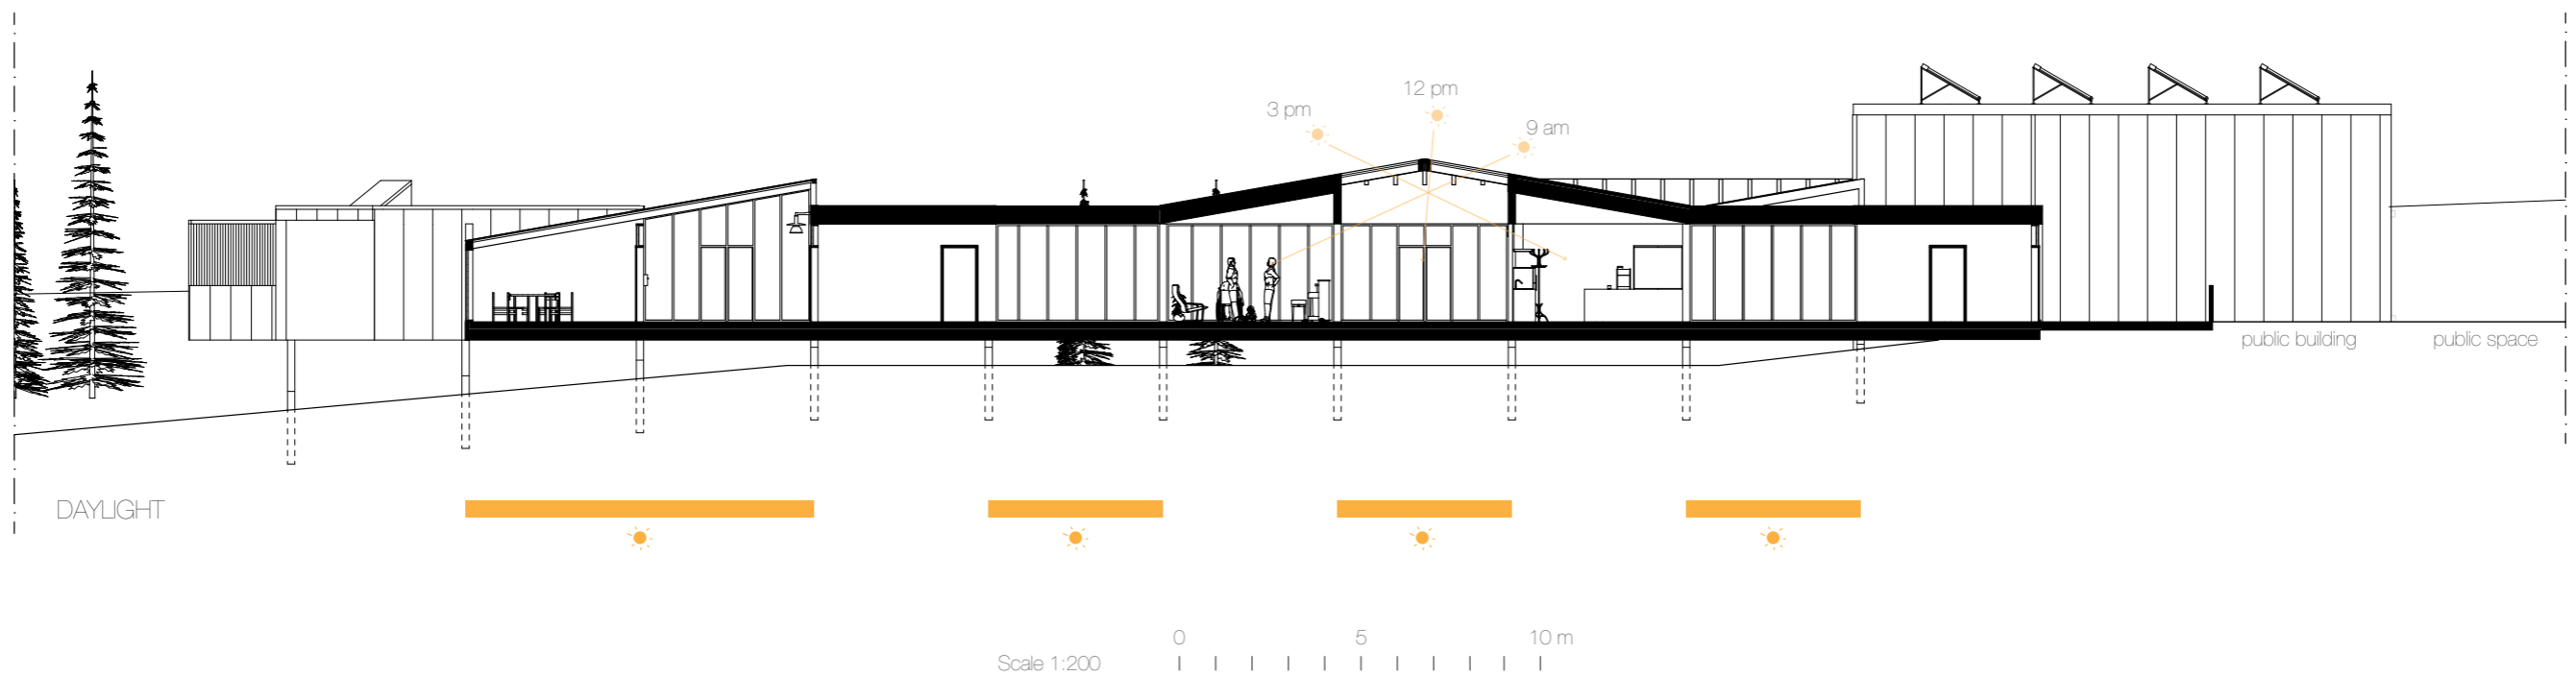 12 pm
3 pm
9 am
public building
public space
DAYLIGHT
0 5 10 m
Scale 1:200